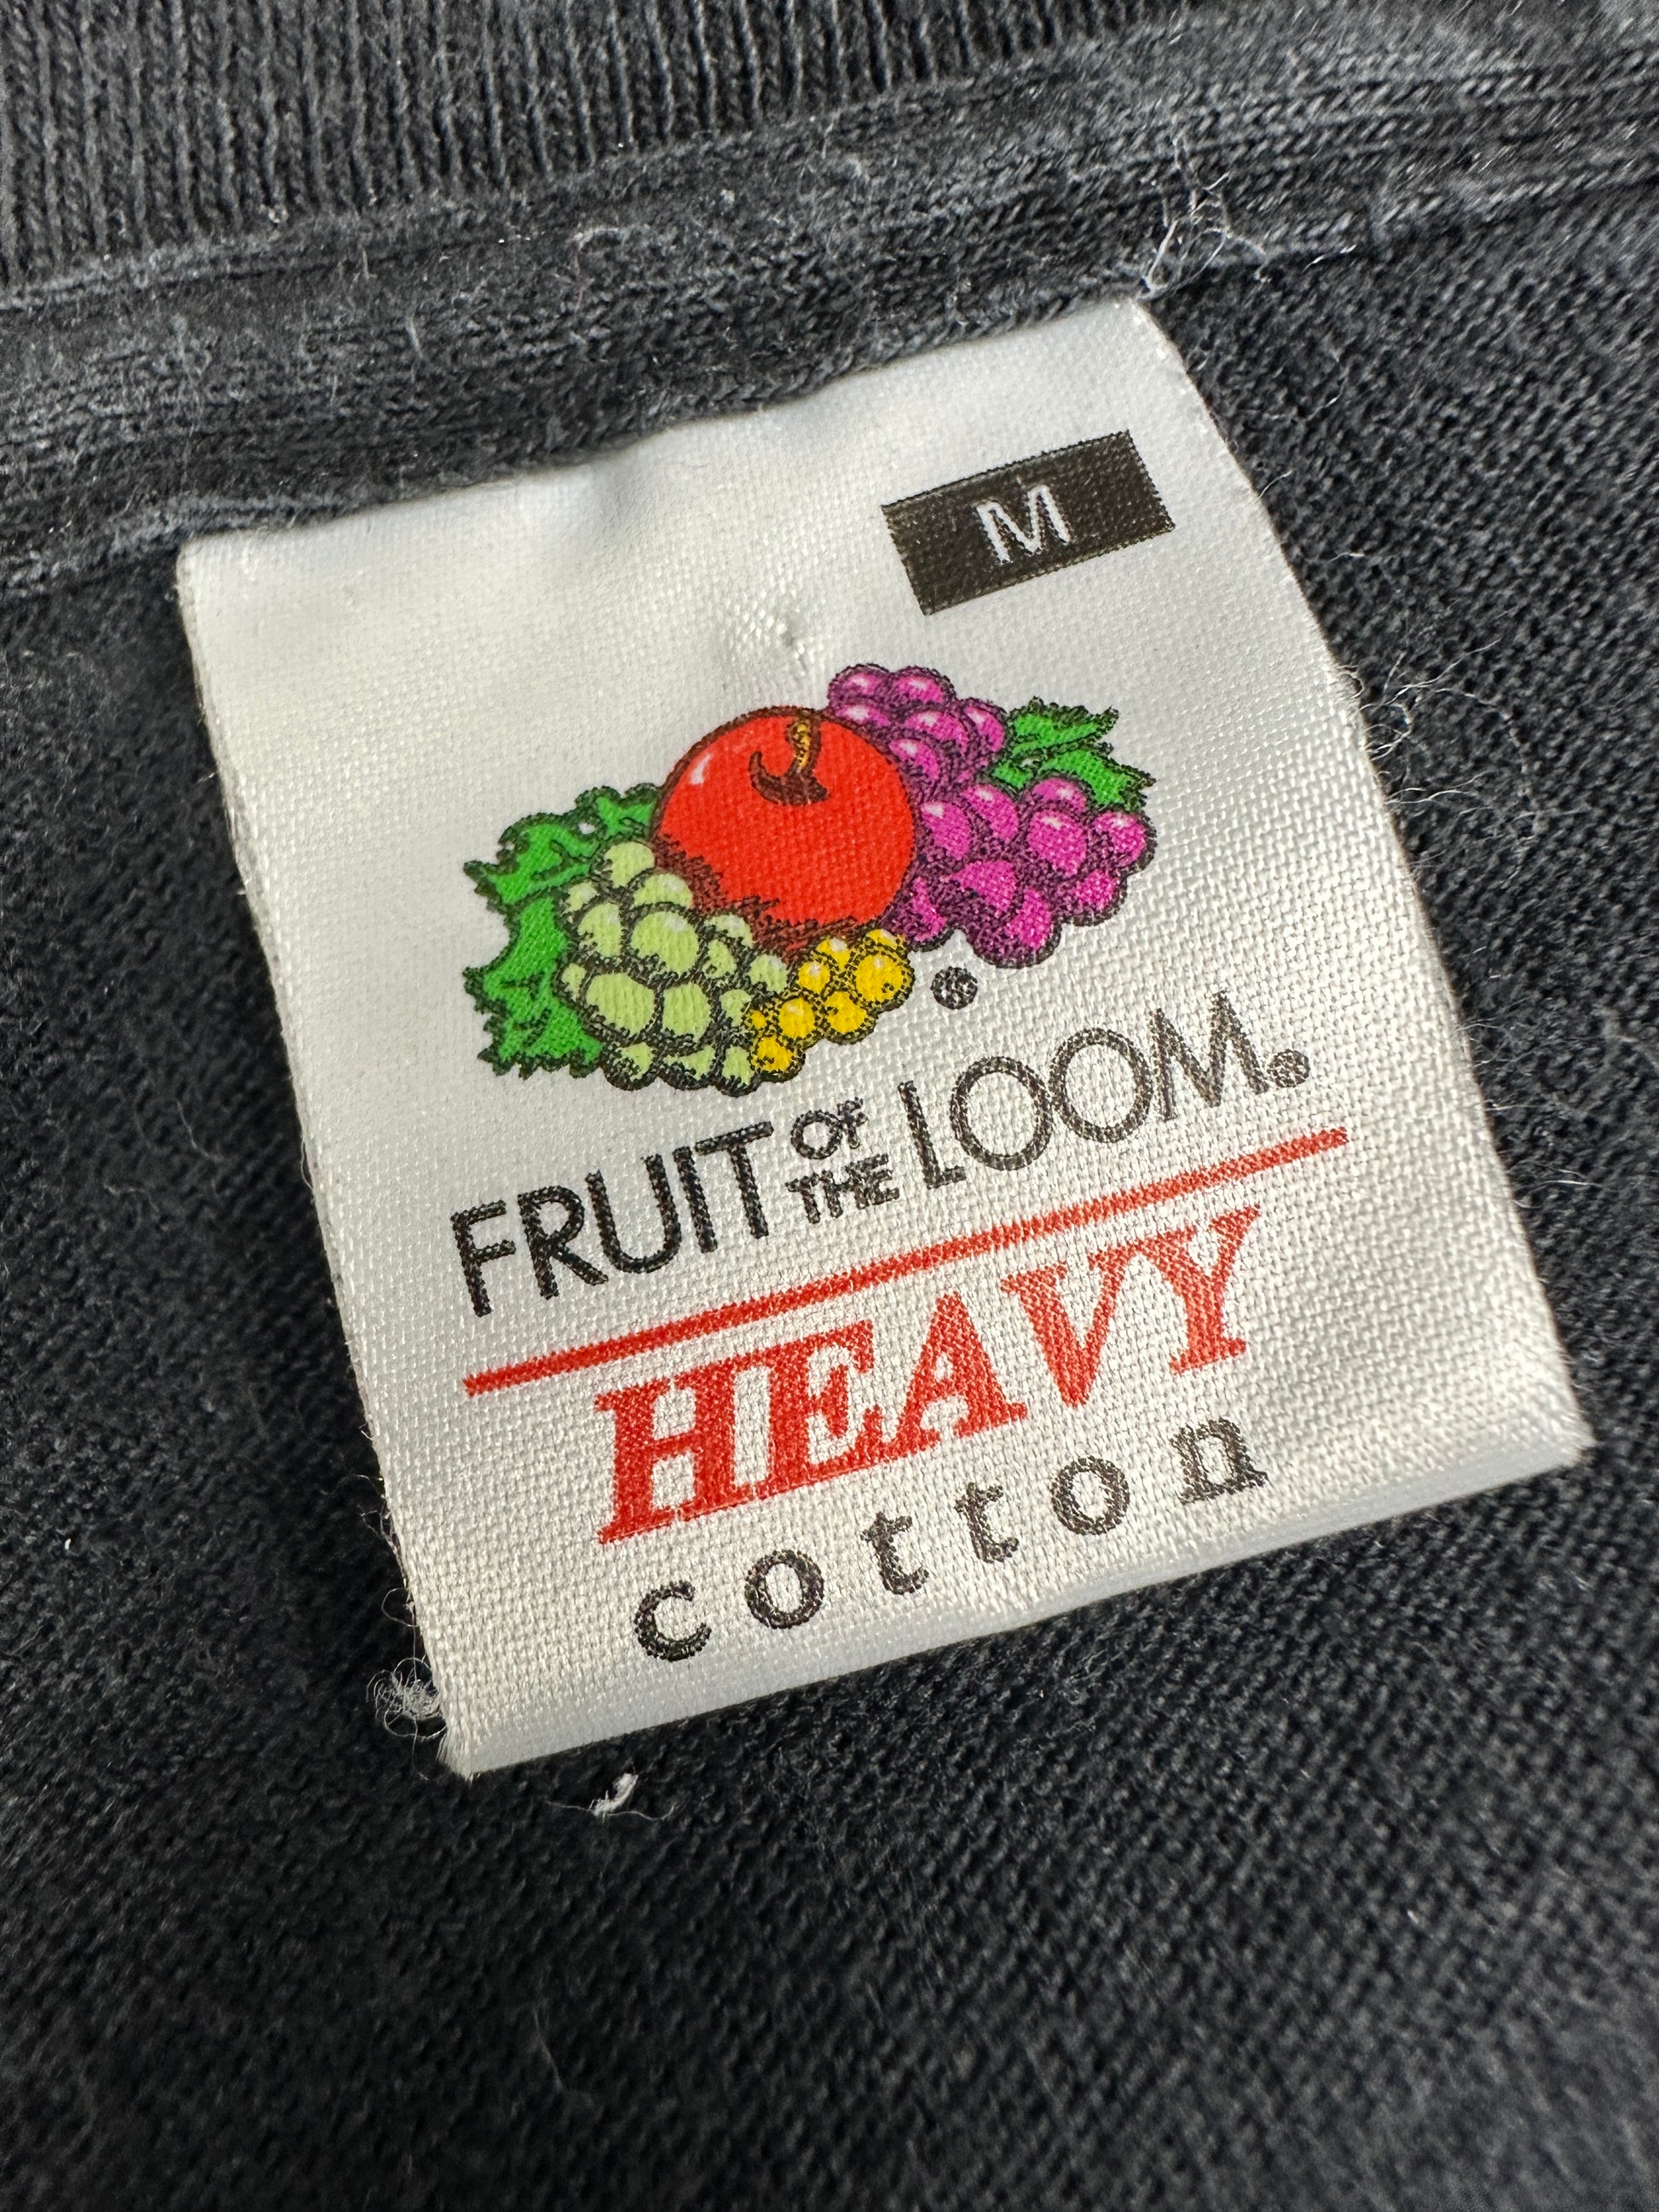 M
FRUIT OF THE LOOM®
HEAVY
cotton